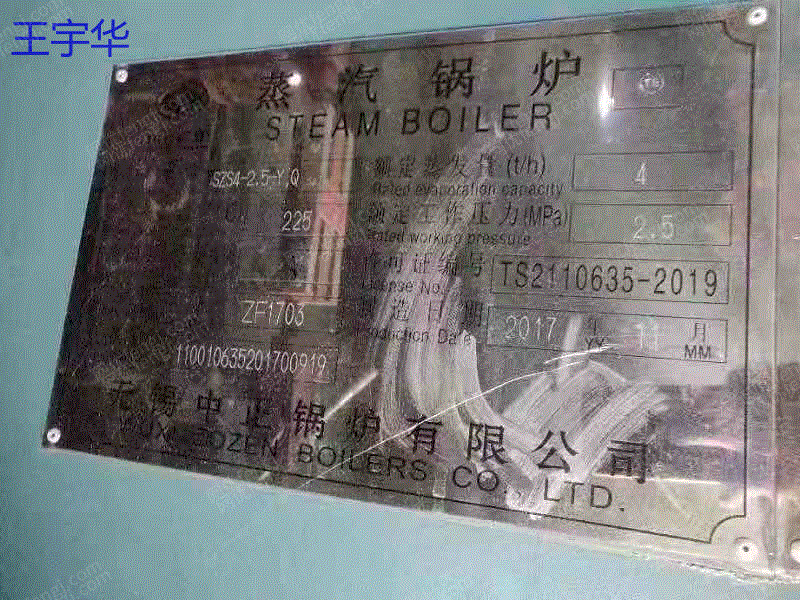 王宇华
蒸汽锅炉
STEAM BOILER
SZS4-2.5-Y,Q
额定蒸发量 (t/h)
Rated evaporation capacity
4
225
额定工作压力 (MPa)
Rated working pressure
2.5
许可证编号
License No.
TS2110635-2019
ZF1703
制造日期
Production Date
2017 年 11 月
YY MM
110010635201700919
无锡中正锅炉有限公司
WUXI ZOZEN BOILERS CO., LTD.